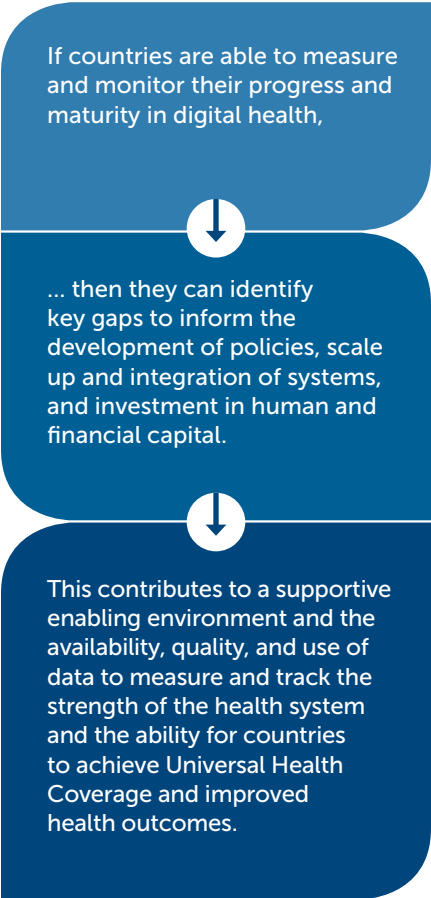 If countries are able to measure
and monitor their progress and
maturity in digital health,
... then they can identify
key gaps to inform the
development of policies, scale
up and integration of systems,
and investment in human and
financial capital.
This contributes to a supportive
enabling environment and the
availability, quality, and use of
data to measure and track the
strength of the health system
and the ability for countries
to achieve Universal Health
Coverage and improved
health outcomes.